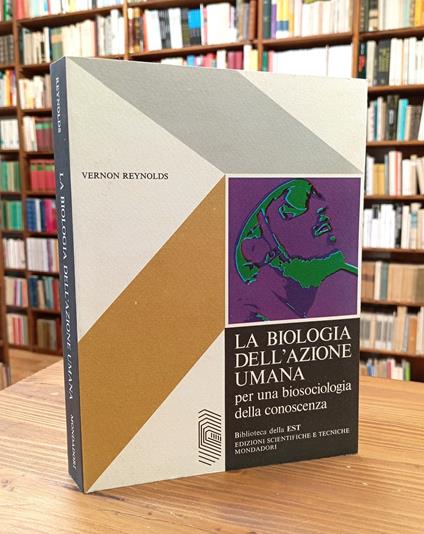 REYNOLDS
LA BIOLOGIA DELL'AZIONE UMANA
MONDADORI
VERNON REYNOLDS
LA BIOLOGIA
DELL'AZIONE
UMANA
per una biosociologia
della conoscenza
Biblioteca della EST
EDIZIONI SCIENTIFICHE E TECNICHE
MONDADORI